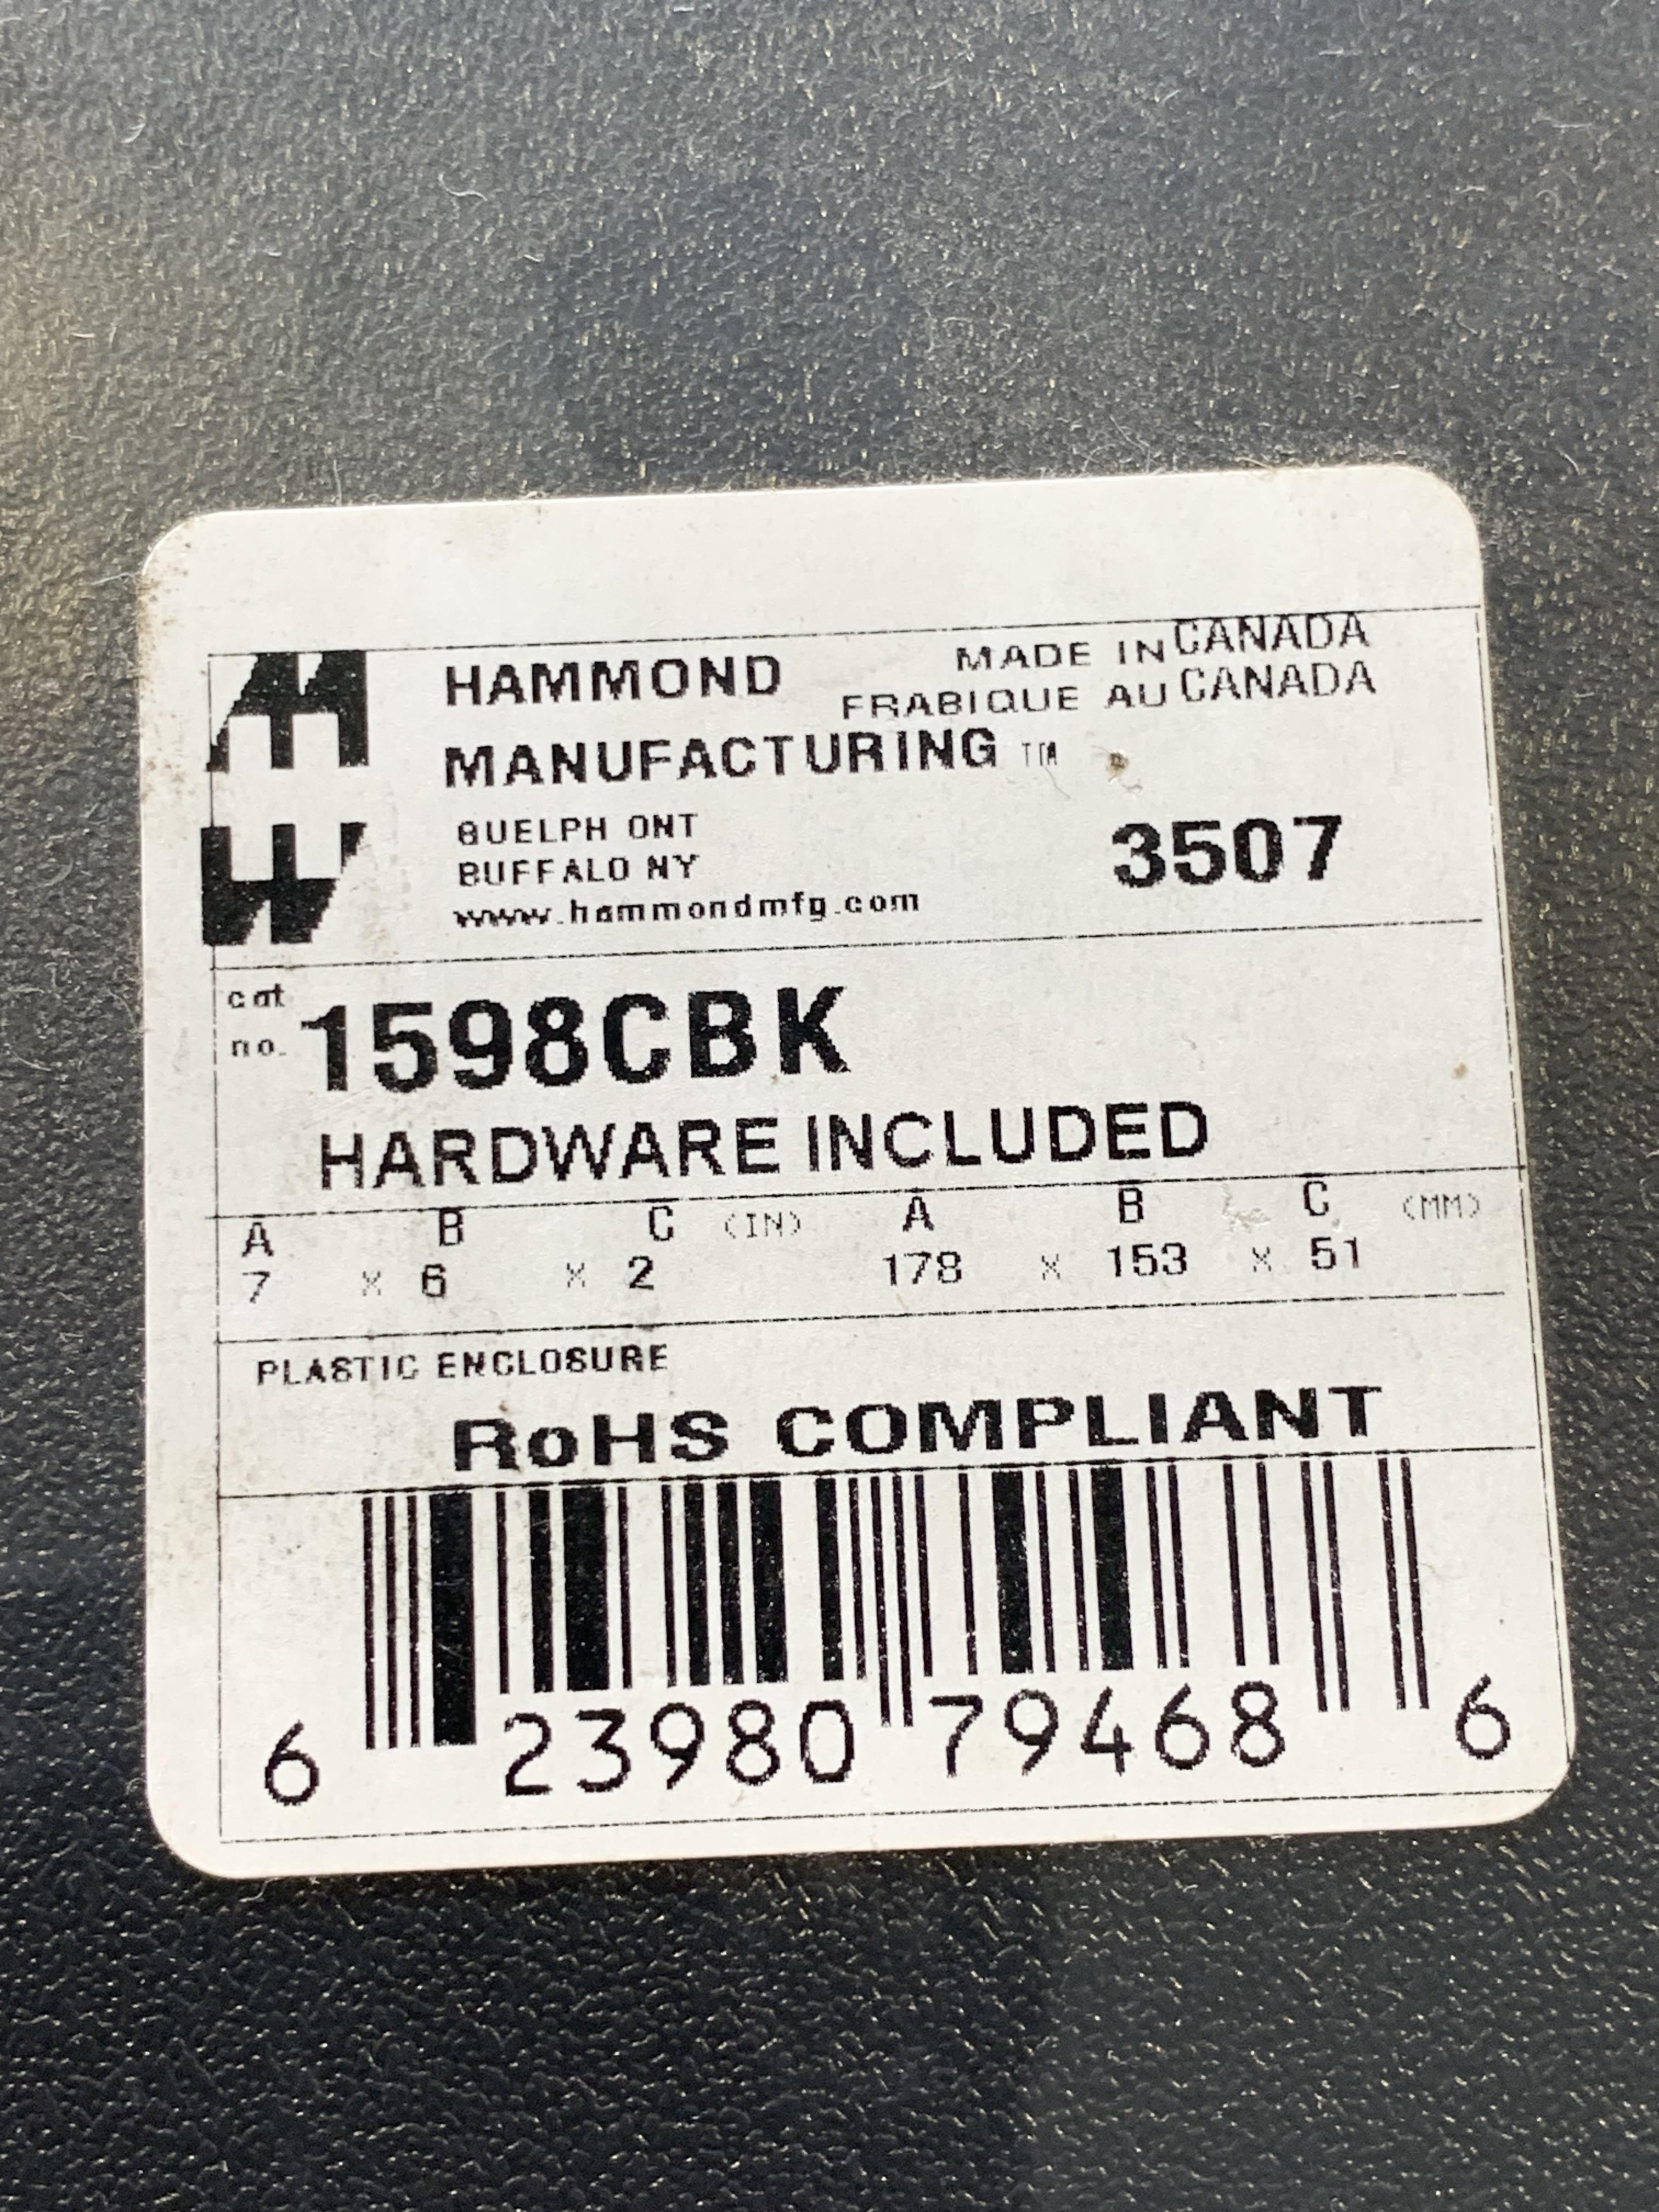 HAMMOND
MADE IN CANADA
FRABIQUE AU CANADA
MANUFACTURING TM
GUELPH ONT
BUFFALO NY
www.hammondmfg.com
3507
cat no. 1598CBK
HARDWARE INCLUDED
A B C (IN) A B C (MM)
7 x 6 x 2 178 x 153 x 51
PLASTIC ENCLOSURE
RoHS COMPLIANT
6 23980 79468 6